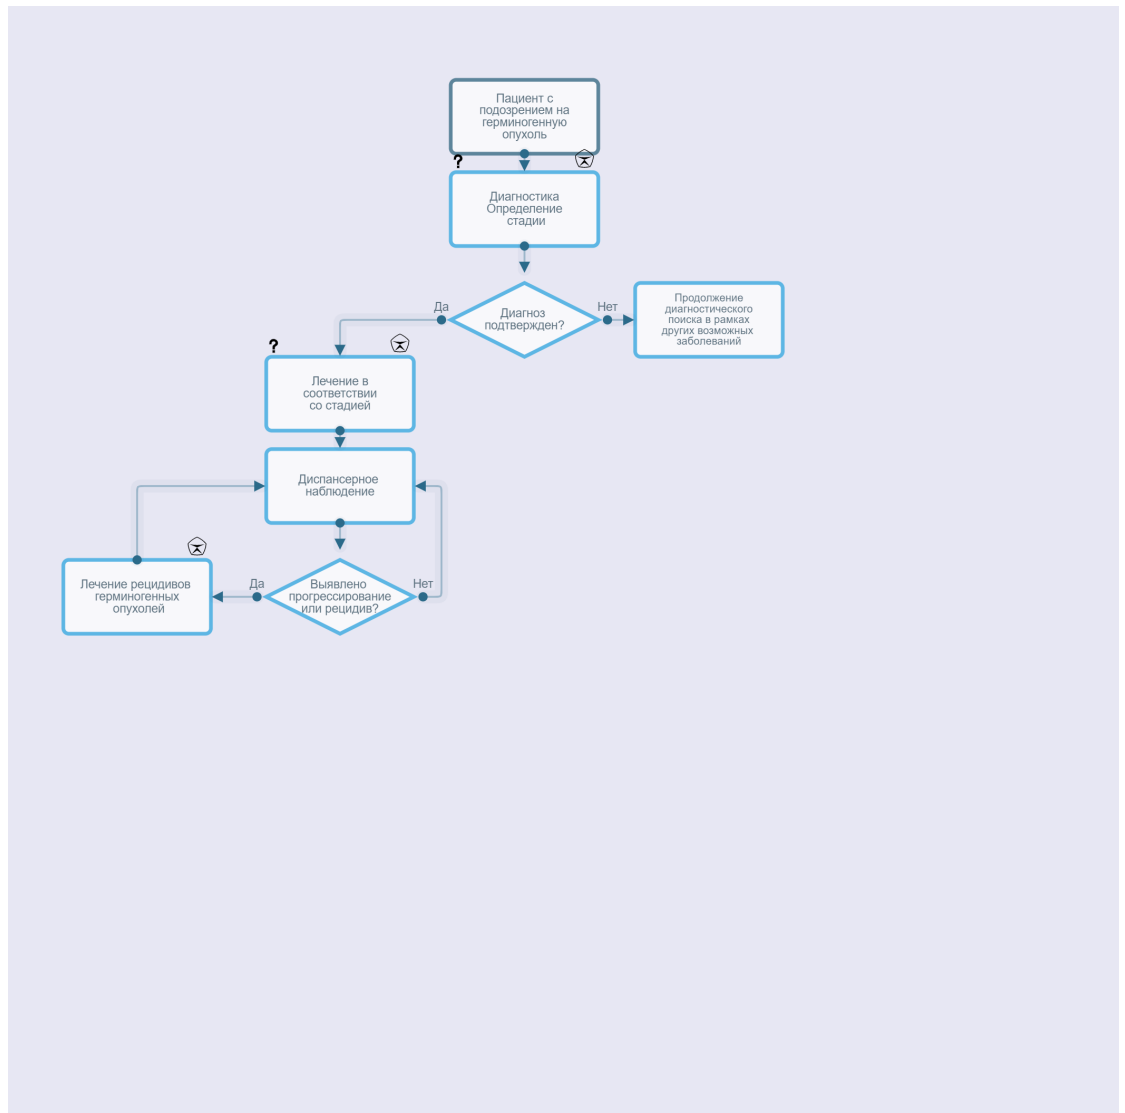 Пациент с
подозрением на
герминогенную
опухоль
?
Диагностика
Определение
стадии
Да
Диагноз
подтвержден?
Нет
Продолжение
диагностического
поиска в рамках
других возможных
заболеваний
?
Лечение в
соответствии
со стадией
Диспансерное
наблюдение
Лечение рецидивов
герминогенных
опухолей
Да
Выявлено
прогрессирование
или рецидив?
Нет